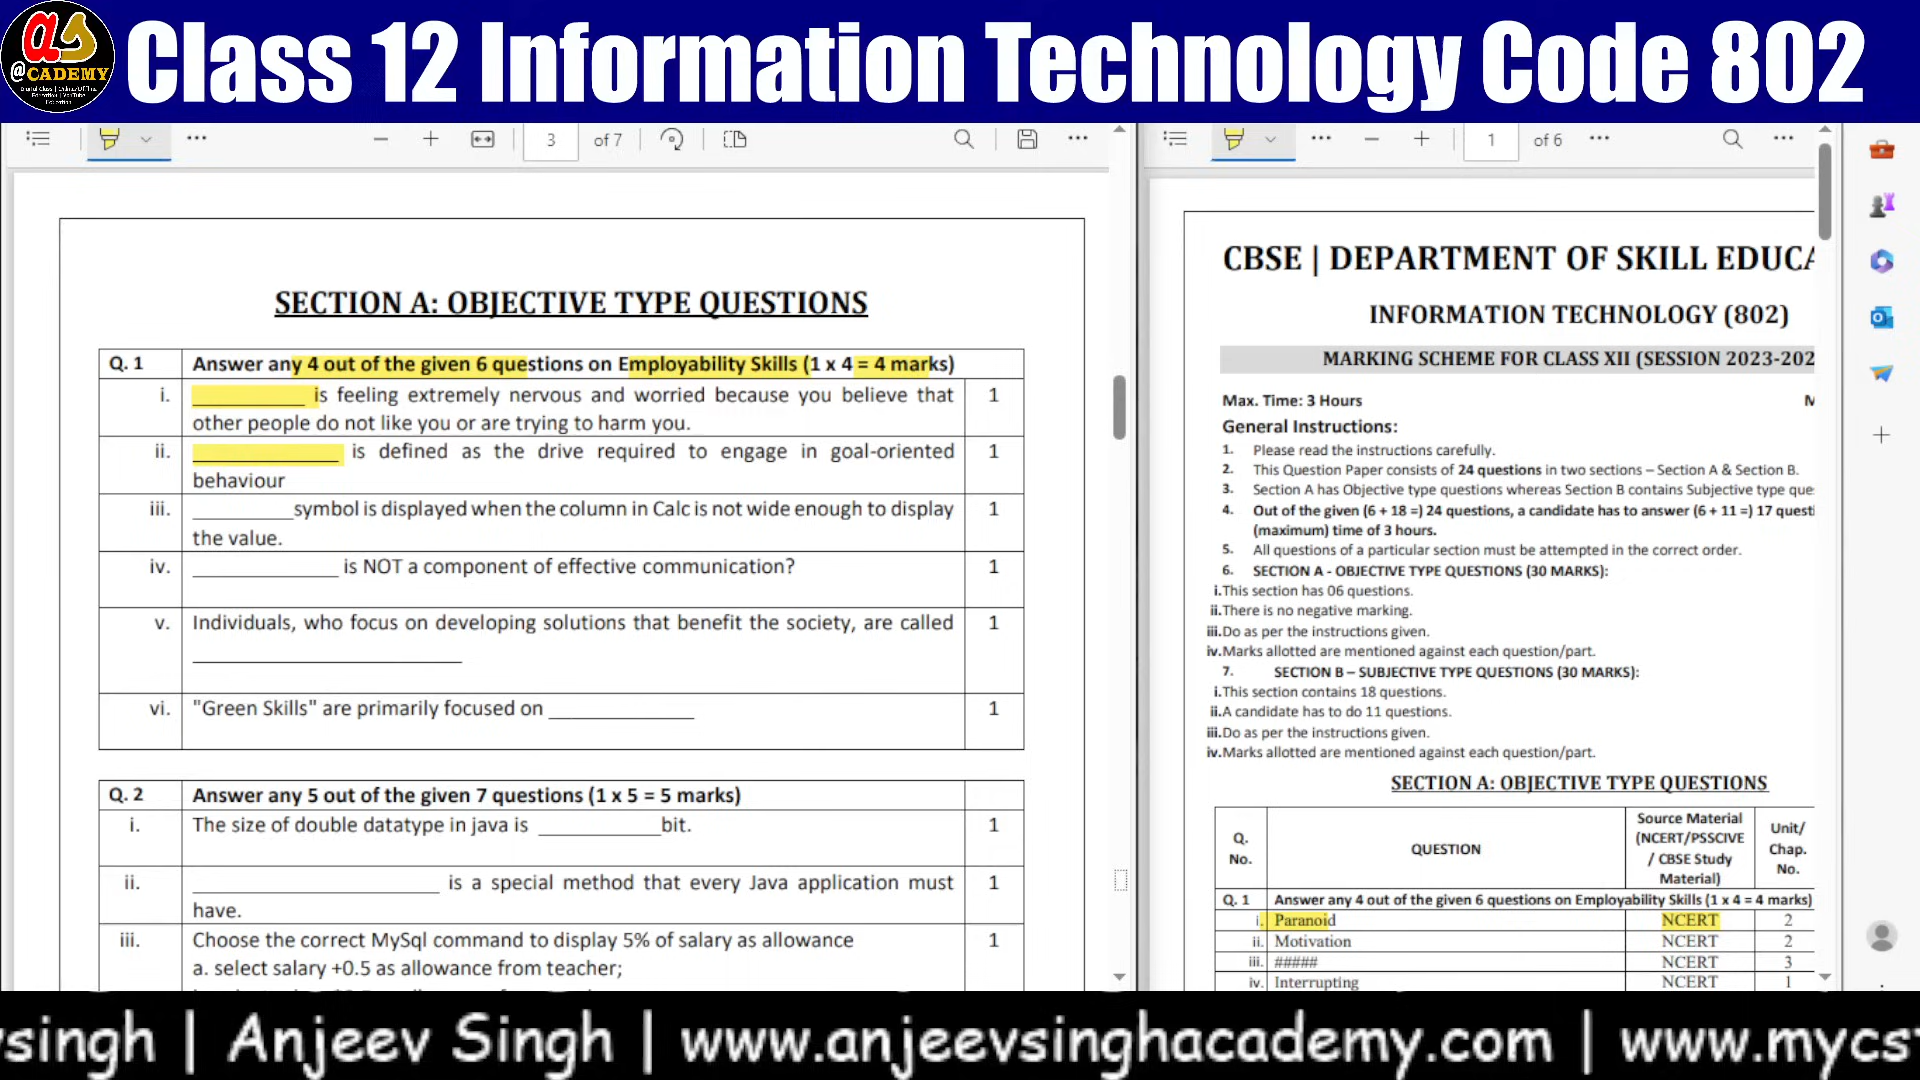 as
@CADEMY
Class 12 Information Technology Code 802
3 of 7
1 of 6
SECTION A: OBJECTIVE TYPE QUESTIONS
Q. 1 Answer any 4 out of the given 6 questions on Employability Skills (1 x 4 = 4 marks)
i. ___________ is feeling extremely nervous and worried because you believe that 1
other people do not like you or are trying to harm you.
ii. ______________ is defined as the drive required to engage in goal-oriented 1
behaviour
iii. _________symbol is displayed when the column in Calc is not wide enough to display 1
the value.
iv. _____________ is NOT a component of effective communication? 1
v. Individuals, who focus on developing solutions that benefit the society, are called 1
________________________
vi. "Green Skills" are primarily focused on _____________ 1
Q. 2 Answer any 5 out of the given 7 questions (1 x 5 = 5 marks)
i. The size of double datatype in java is ___________bit. 1
ii. ______________________ is a special method that every Java application must 1
have.
iii. Choose the correct MySql command to display 5% of salary as allowance 1
a. select salary +0.5 as allowance from teacher;
CBSE | DEPARTMENT OF SKILL EDUCA
INFORMATION TECHNOLOGY (802)
MARKING SCHEME FOR CLASS XII (SESSION 2023-202
Max. Time: 3 Hours M
General Instructions:
1. Please read the instructions carefully.
2. This Question Paper consists of 24 questions in two sections – Section A & Section B.
3. Section A has Objective type questions whereas Section B contains Subjective type que
4. Out of the given (6 + 18 =) 24 questions, a candidate has to answer (6 + 11 =) 17 questi
(maximum) time of 3 hours.
5. All questions of a particular section must be attempted in the correct order.
6. SECTION A - OBJECTIVE TYPE QUESTIONS (30 MARKS):
i.This section has 06 questions.
ii.There is no negative marking.
iii.Do as per the instructions given.
iv.Marks allotted are mentioned against each question/part.
7. SECTION B – SUBJECTIVE TYPE QUESTIONS (30 MARKS):
i.This section contains 18 questions.
ii.A candidate has to do 11 questions.
iii.Do as per the instructions given.
iv.Marks allotted are mentioned against each question/part.
SECTION A: OBJECTIVE TYPE QUESTIONS
Q. No. QUESTION Source Material (NCERT/PSSCIVE / CBSE Study Material) Unit/ Chap. No.
Q. 1 Answer any 4 out of the given 6 questions on Employability Skills (1 x 4 = 4 marks)
i. Paranoid NCERT 2
ii. Motivation NCERT 2
iii. ##### NCERT 3
iv. Interrupting NCERT 1
singh | Anjeev Singh | www.anjeevsinghacademy.com | www.mycs